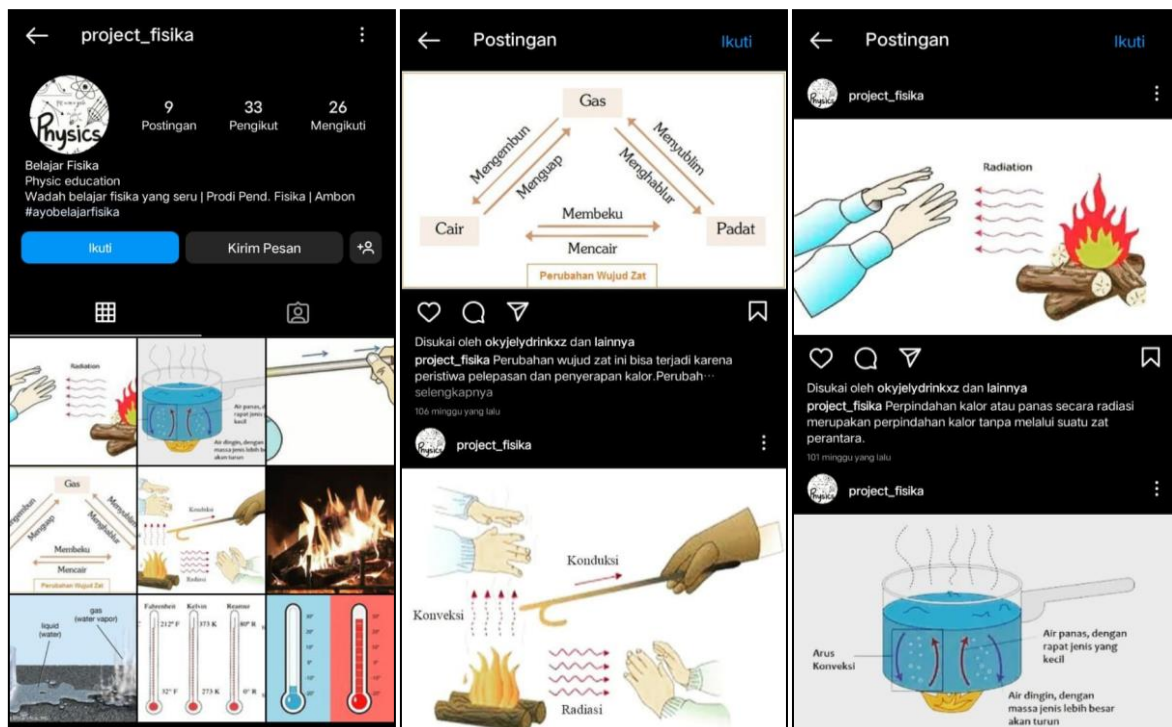 project_fisika
Physics
9 33 26
Postingan Pengikut Mengikuti
Belajar Fisika
Physic education
Wadah belajar fisika yang seru | Prodi Pend. Fisika | Ambon
#ayobelajarfisika
Ikuti Kirim Pesan
Radiation
Air panas, d
rapat jenis
kecil
Air dingin, dengan
massa jenis lebih be
akan turun
Gas
ngembun
Menguap
Menyublim
Menghablur
Membeku
Mencair
Perubahan Wujud Zat
Konduksi
Radiasi
liquid
(water)
gas
(water vapor)
Fahrenheit Kelvin Reamur
212° F 373 K 80° R
32° F 273 K 0° R
Postingan Ikuti
Gas
Mengembun
Menguap
Menyublim
Menghablur
Cair
Membeku
Mencair
Padat
Perubahan Wujud Zat
Disukai oleh okyjelydrinkxz dan lainnya
project_fisika Perubahan wujud zat ini bisa terjadi karena
peristiwa pelepasan dan penyerapan kalor.Perubah···
selengkapnya
106 minggu yang lalu
Physics
project_fisika
Konduksi
Konveksi
Radiasi
Postingan Ikuti
Physics
project_fisika
Radiation
Disukai oleh okyjelydrinkxz dan lainnya
project_fisika Perpindahan kalor atau panas secara radiasi
merupakan perpindahan kalor tanpa melalui suatu zat
perantara.
101 minggu yang lalu
Physics
project_fisika
Arus
Konveksi
Air panas, dengan
rapat jenis yang
kecil
Air dingin, dengan
massa jenis lebih besar
akan turun